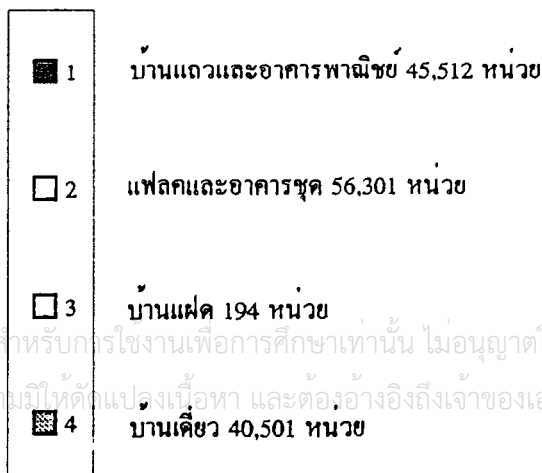 1 บ้านแถวและอาคารพาณิชย์ 45,512 หน่วย
2 แฟลตและอาคารชุด 56,301 หน่วย
3 บ้านแฝด 194 หน่วย
สำหรับการใช้งานเพื่อการศึกษาเท่านั้น ไม่อนุญาต
ามมิให้ดัดแปลงเนื้อหา และต้องอ้างอิงถึงเจ้าของเอ
4 บ้านเดี่ยว 40,501 หน่วย